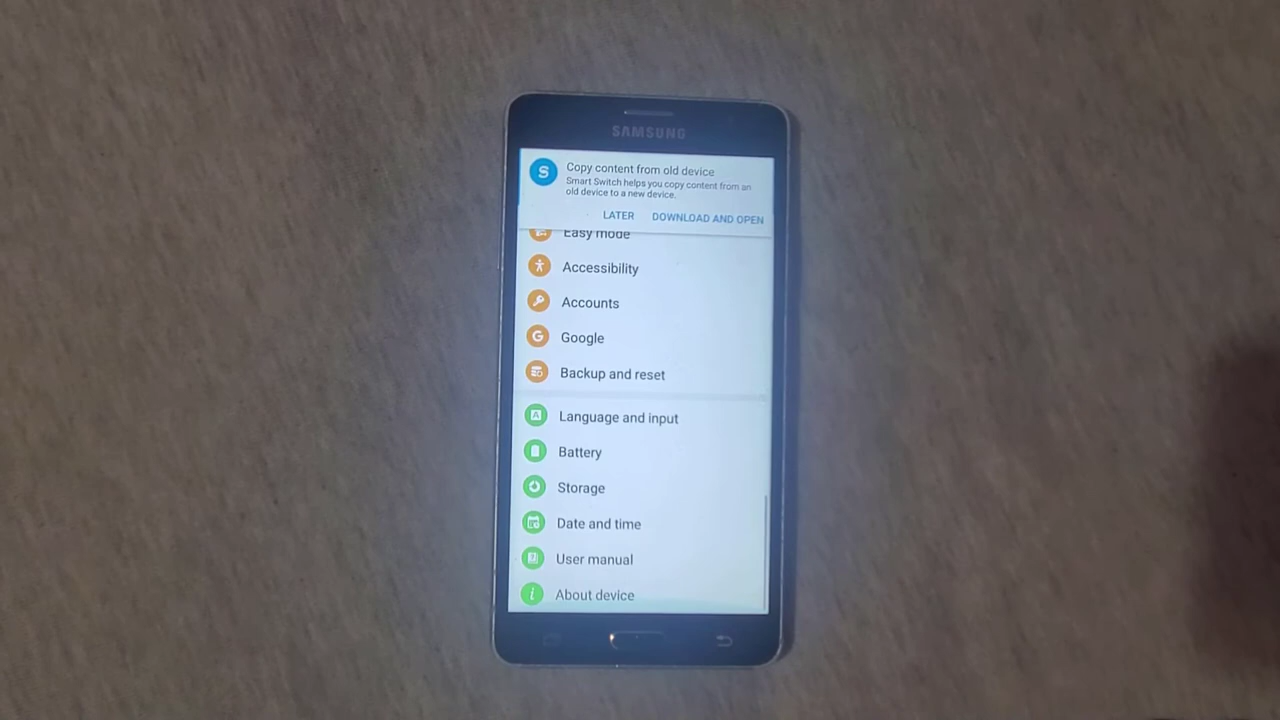 SAMSUNG
Copy content from old device
Smart Switch helps you copy content from an
old device to a new device.
LATER DOWNLOAD AND OPEN
Easy mode
Accessibility
Accounts
Google
Backup and reset
Language and input
Battery
Storage
Date and time
User manual
About device